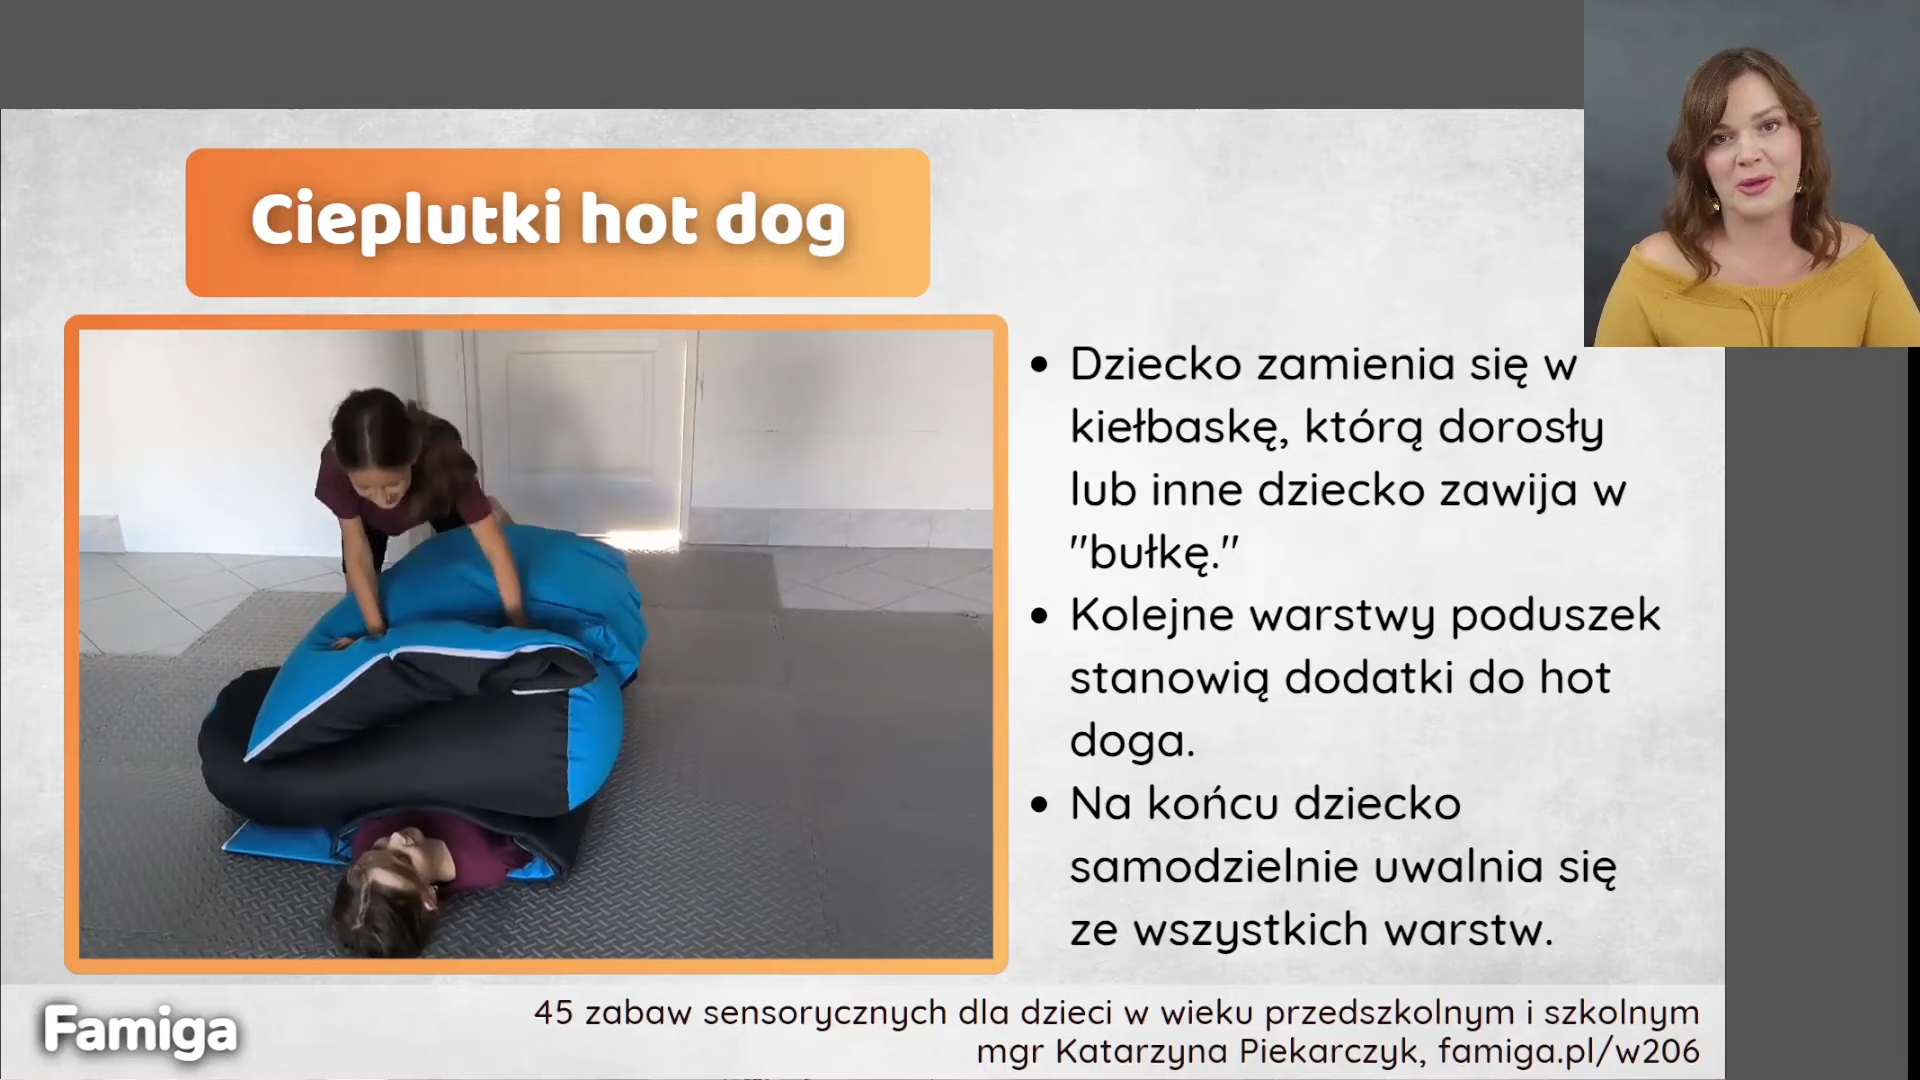 Cieplutki hot dog
• Dziecko zamienia się w
kiełbaskę, którą dorosły
lub inne dziecko zawija w
"bułkę."
• Kolejne warstwy poduszek
stanowią dodatki do hot
doga.
• Na końcu dziecko
samodzielnie uwalnia się
ze wszystkich warstw.
Famiga
45 zabaw sensorycznych dla dzieci w wieku przedszkolnym i szkolnym
mgr Katarzyna Piekarczyk, famiga.pl/w206